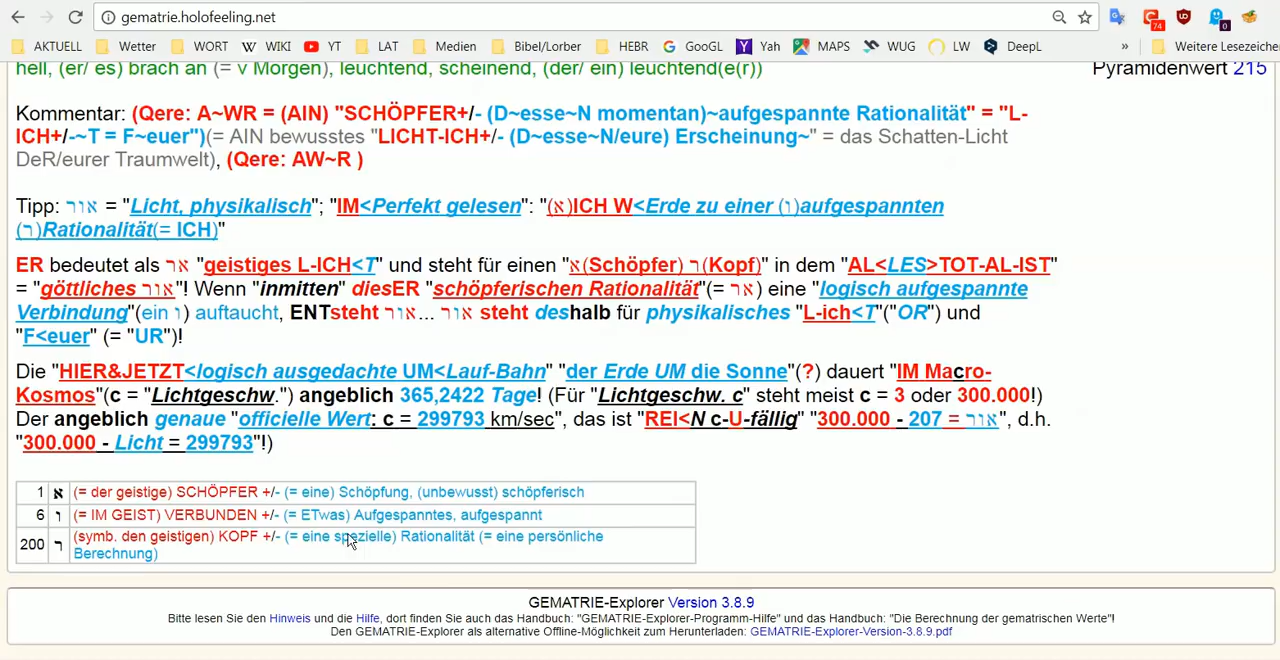 gematrie.holofeeling.net
74
0
AKTUELL Wetter WORT WIKI YT LAT Medien Bibel/Lorber HEBR GooGL Yah MAPS WUG LW DeepL » Weitere Lesezeichen
hell, (er/ es) brach an (= v Morgen), leuchtend, scheinend, (der/ ein) leuchtend(e(r)) Pyramidenwert 215
Kommentar: (Qere: A~WR = (AIN) "SCHÖPFER+/- (D~esse~N momentan)~aufgespannte Rationalität" = "L-
ICH+/-~T = F~euer")(= AIN bewusstes "LICHT-ICH+/- (D~esse~N/eure) Erscheinung~" = das Schatten-Licht
DeR/eurer Traumwelt), (Qere: AW~R )
Tipp: אור = "Licht, physikalisch"; "IM<Perfekt gelesen": "(א)ICH W<Erde zu einer (ו)aufgespannten
(ר)Rationalität(= ICH)"
ER bedeutet als אר "geistiges L-ICH<T" und steht für einen "א(Schöpfer) ר(Kopf)" in dem "AL<LES>TOT-AL-IST"
= "göttliches אור"! Wenn "inmitten" diesER "schöpferischen Rationalität"(= אר) eine "logisch aufgespannte
Verbindung"(ein ו) auftaucht, ENTsteht אור... אור steht deshalb für physikalisches "L-ich<T"("OR") und
"F<euer" (= "UR")!
Die "HIER&JETZT<logisch ausgedachte UM<Lauf-Bahn" "der Erde UM die Sonne"(?) dauert "IM Macro-
Kosmos"(c = "Lichtgeschw.") angeblich 365,2422 Tage! (Für "Lichtgeschw. c" steht meist c = 3 oder 300.000!)
Der angeblich genaue "officielle Wert: c = 299793 km/sec", das ist "REI<N c-U-fällig" "300.000 - 207 = אור", d.h.
"300.000 - Licht = 299793"!)
1 א (= der geistige) SCHÖPFER +/- (= eine) Schöpfung, (unbewusst) schöpferisch
6 ו (= IM GEIST) VERBUNDEN +/- (= ETwas) Aufgespanntes, aufgespannt
200 ר (symb. den geistigen) KOPF +/- (= eine spezielle) Rationalität (= eine persönliche
Berechnung)
GEMATRIE-Explorer Version 3.8.9
Bitte lesen Sie den Hinweis und die Hilfe, dort finden Sie auch das Handbuch: "GEMATRIE-Explorer-Programm-Hilfe" und das Handbuch: "Die Berechnung der gematrischen Werte"!
Den GEMATRIE-Explorer als alternative Offline-Möglichkeit zum Herunterladen: GEMATRIE-Explorer-Version-3.8.9.pdf